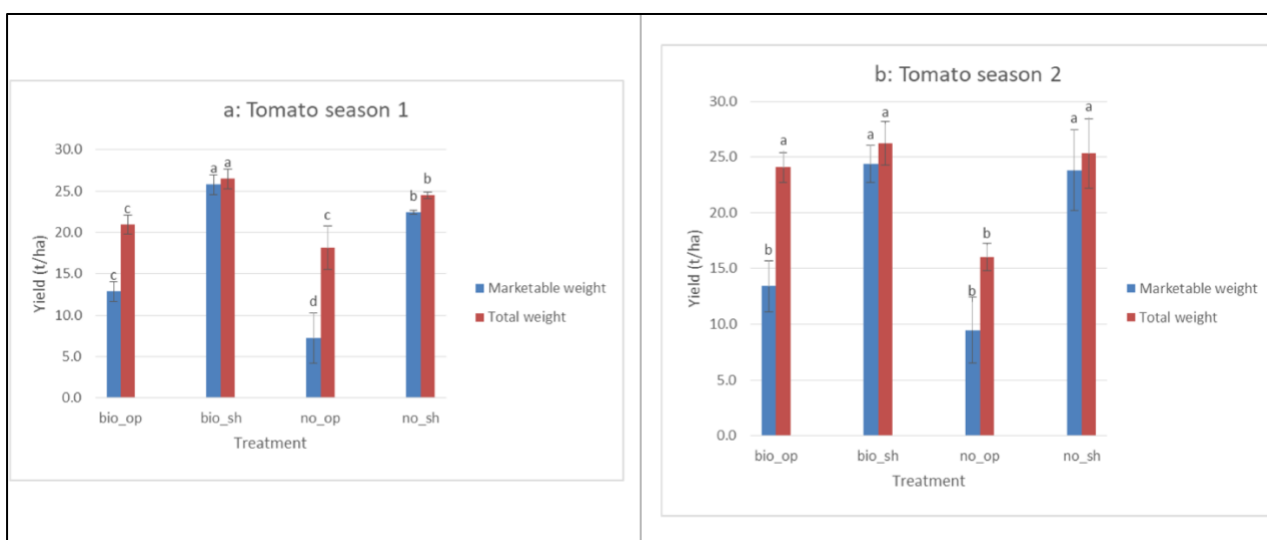 a: Tomato season 1
30.0
25.0
20.0
15.0
10.0
5.0
0.0
Yield (t/ha)
c c
a a
d c
b b
bio_op bio_sh no_op no_sh
Treatment
Marketable weight
Total weight
b: Tomato season 2
30.0
25.0
20.0
15.0
10.0
5.0
0.0
Yield (t/ha)
b a
a a
b b
a a
bio_op bio_sh no_op no_sh
Treatment
Marketable weight
Total weight